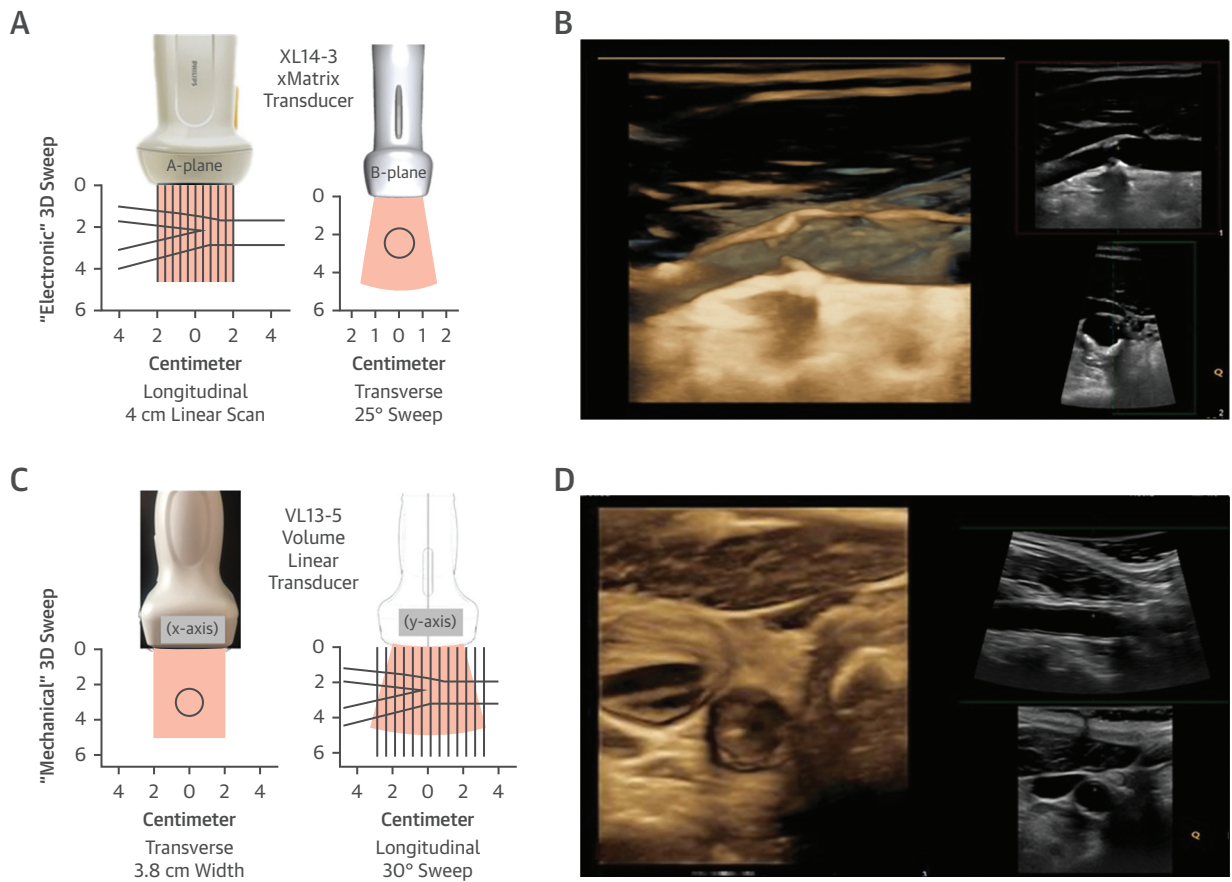 A
B
XL14-3
xMatrix
Transducer
PHILIPS
A-plane
B-plane
"Electronic" 3D Sweep
0
2
4
6
4 2 0 2 4
Centimeter
Longitudinal
4 cm Linear Scan
0
2
4
6
2 1 0 1 2
Centimeter
Transverse
25° Sweep
1
2
C
D
VL13-5
Volume
Linear
Transducer
(x-axis)
(y-axis)
"Mechanical" 3D Sweep
0
2
4
6
4 2 0 2 4
Centimeter
Transverse
3.8 cm Width
0
2
4
6
4 2 0 2 4
Centimeter
Longitudinal
30° Sweep